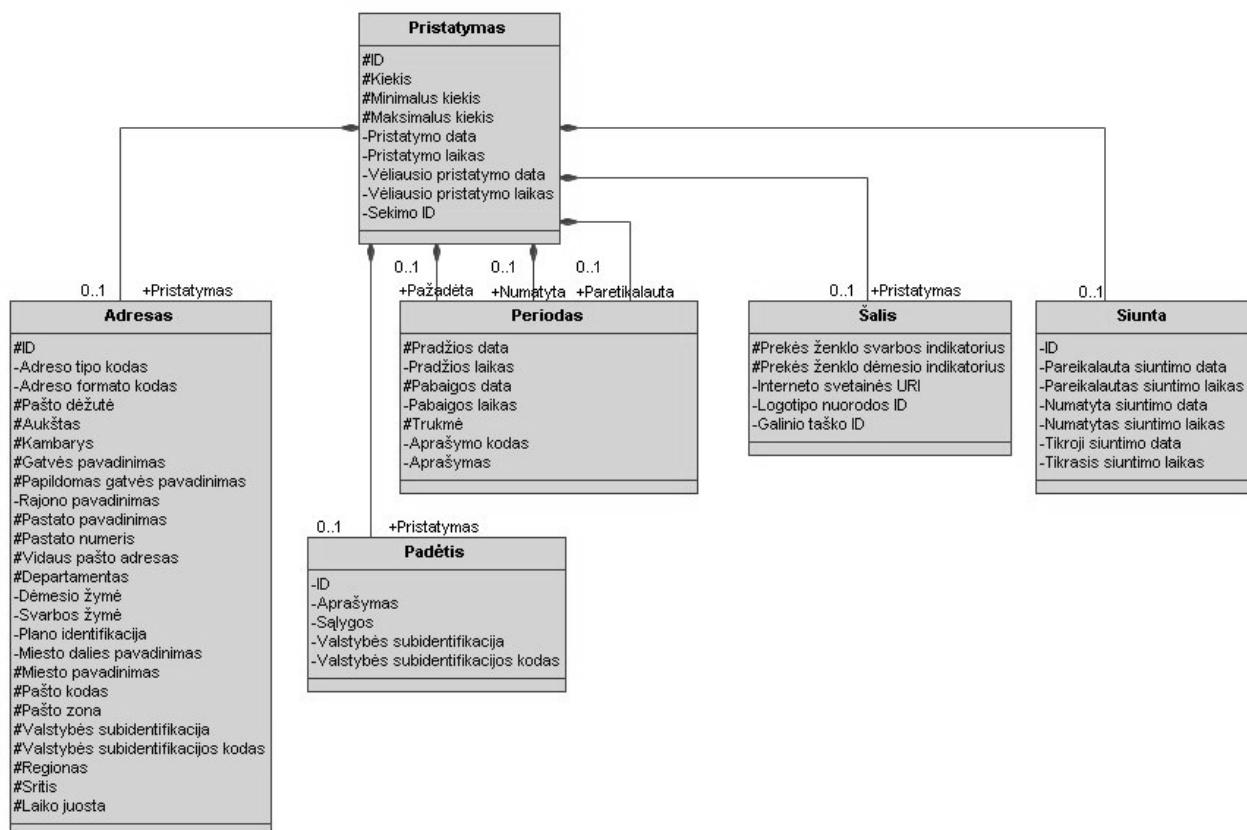 Pristatymas
#ID
#Kiekis
#Minimalus kiekis
#Maksimalus kiekis
-Pristatymo data
-Pristatymo laikas
-Vėliausio pristatymo data
-Vėliausio pristatymo laikas
-Sekimo ID
0..1 +Pristatymas
Adresas
#ID
-Adreso tipo kodas
-Adreso formato kodas
#Pašto dėžutė
#Aukštas
#Kambarys
#Gatvės pavadinimas
#Papildomas gatvės pavadinimas
-Rajono pavadinimas
#Pastato pavadinimas
#Pastato numeris
#Vidaus pašto adresas
#Departamentas
-Dėmesio žymė
-Svarbos žymė
-Plano identifikacija
-Miesto dalies pavadinimas
#Miesto pavadinimas
#Pašto kodas
#Pašto zona
#Valstybės subidentifikacija
#Valstybės subidentifikacijos kodas
#Regionas
#Sritis
#Laiko juosta
0..1 0..1 0..1
+Pažadėta +Numatyta +Paretikalauta
Periodas
#Pradžios data
-Pradžios laikas
#Pabaigos data
-Pabaigos laikas
#Trukmė
-Aprašymo kodas
-Aprašymas
0..1 +Pristatymas
Padėtis
-ID
-Aprašymas
-Sąlygos
-Valstybės subidentifikacija
-Valstybės subidentifikacijos kodas
0..1 +Pristatymas
Šalis
#Prekės ženklo svarbos indikatorius
#Prekės ženklo dėmesio indikatorius
-Interneto svetainės URI
-Logotipo nuorodos ID
-Galinio taško ID
0..1
Siunta
-ID
-Pareikalauta siuntimo data
-Pareikalautas siuntimo laikas
-Numatyta siuntimo data
-Numatytas siuntimo laikas
-Tikroji siuntimo data
-Tikrasis siuntimo laikas